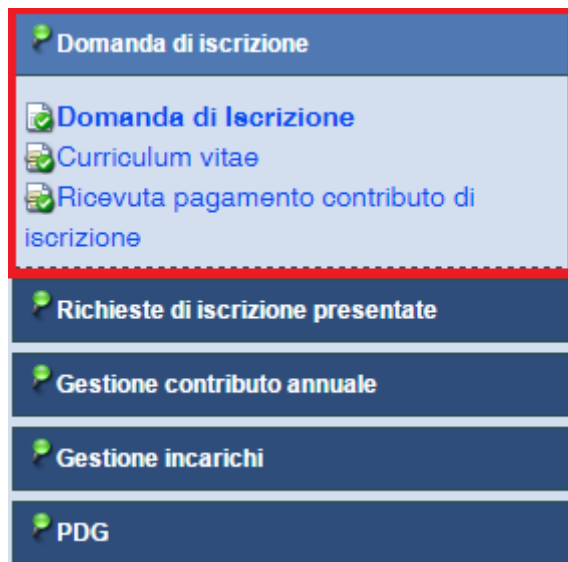 Domanda di iscrizione
Domanda di Iscrizione
Curriculum vitae
Ricevuta pagamento contributo di
iscrizione
Richieste di iscrizione presentate
Gestione contributo annuale
Gestione incarichi
PDG